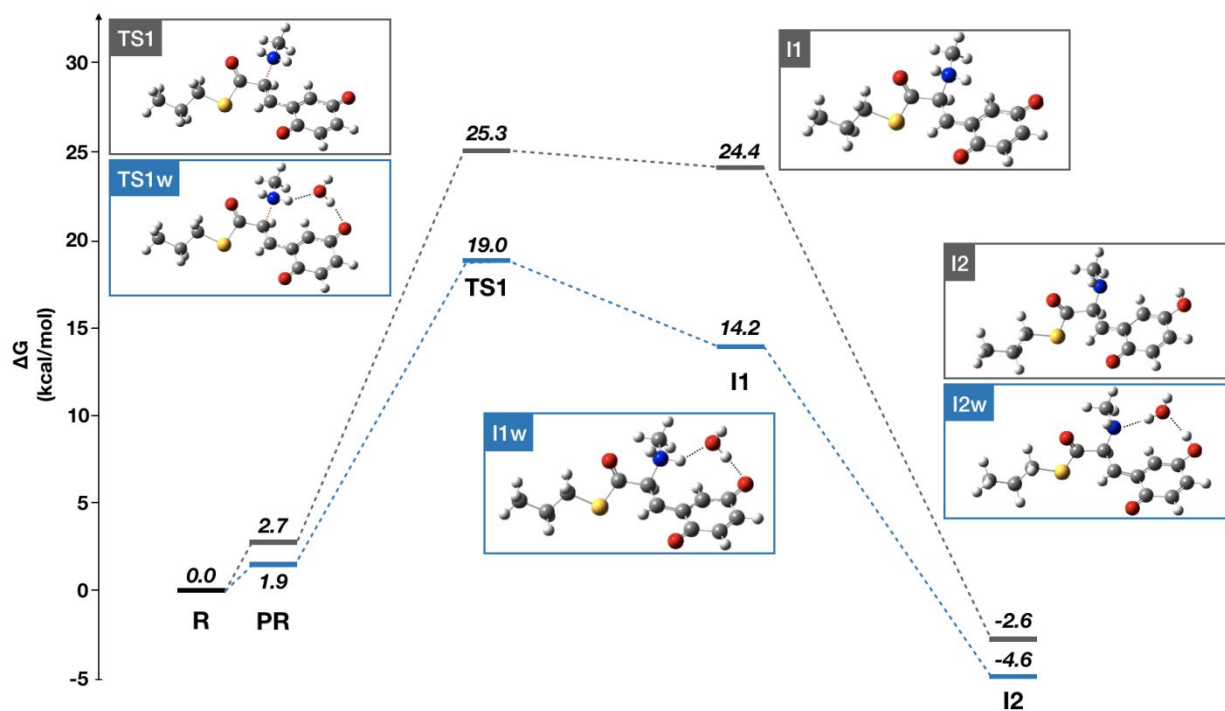 TS1
TS1w
I1
I2
I2w
I1w
ΔG
(kcal/mol)
30
25
20
15
10
5
0
-5
25.3
24.4
19.0
TS1
14.2
I1
2.7
0.0
1.9
R
PR
-2.6
-4.6
I2